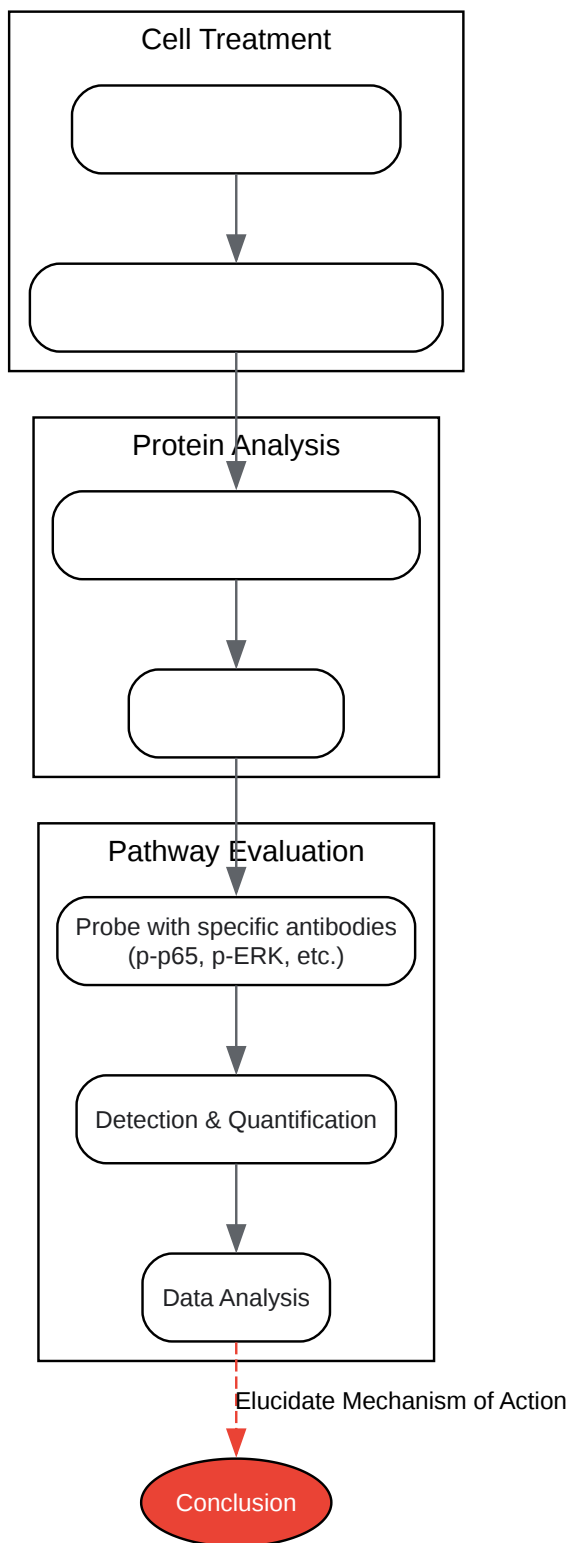 Cell Treatment
Protein Analysis
Pathway Evaluation
Probe with specific antibodies
(p-p65, p-ERK, etc.)
Detection & Quantification
Data Analysis
Elucidate Mechanism of Action
Conclusion